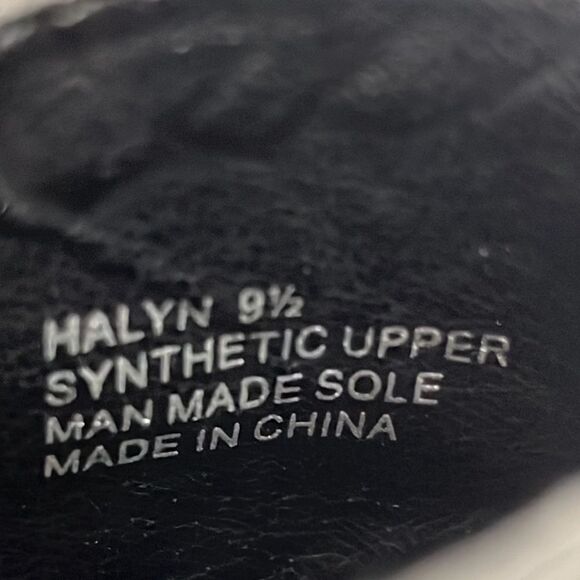 HALYN 9½
SYNTHETIC UPPER
MAN MADE SOLE
MADE IN CHINA